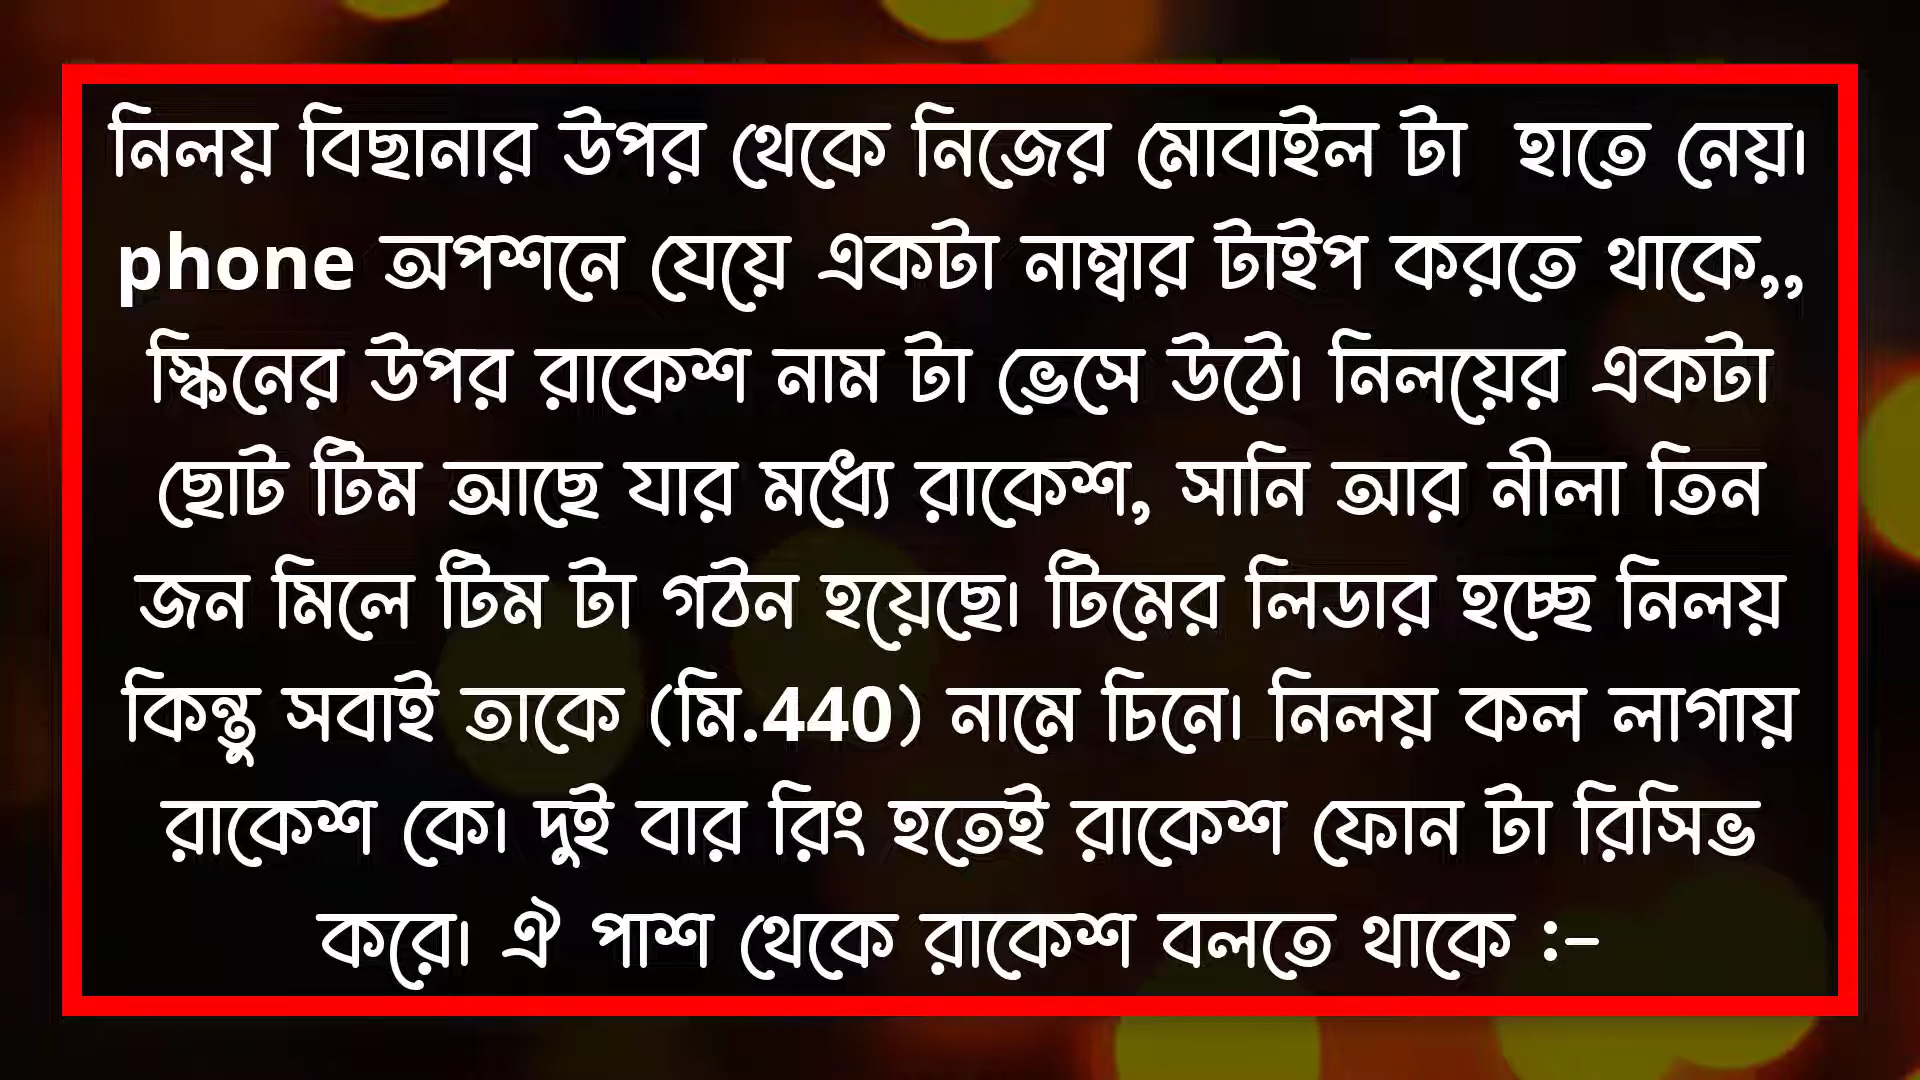 নিলয় বিছানার উপর থেকে নিজের মোবাইল টা হাতে নেয়।
phone অপশনে যেয়ে একটা নাম্বার টাইপ করতে থাকে,,
স্কিনের উপর রাকেশ নাম টা ভেসে উঠে। নিলয়ের একটা
ছোট টিম আছে যার মধ্যে রাকেশ, সানি আর নীলা তিন
জন মিলে টিম টা গঠন হয়েছে। টিমের লিডার হচ্ছে নিলয়
কিন্তু সবাই তাকে (মি.440) নামে চিনে। নিলয় কল লাগায়
রাকেশ কে। দুই বার রিং হতেই রাকেশ ফোন টা রিসিভ
করে। ঐ পাশ থেকে রাকেশ বলতে থাকে :-